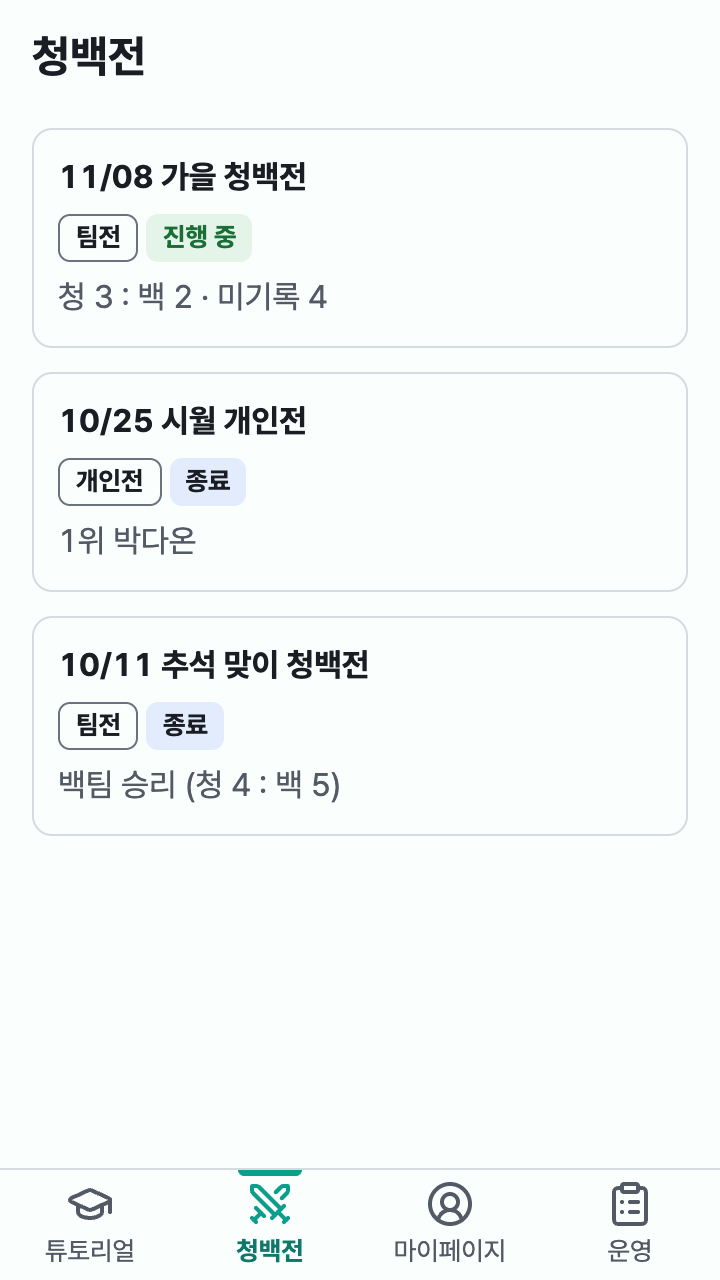 청백전
11/08 가을 청백전
팀전 진행 중
청 3 : 백 2 · 미기록 4
10/25 시월 개인전
개인전 종료
1위 박다온
10/11 추석 맞이 청백전
팀전 종료
백팀 승리 (청 4 : 백 5)
튜토리얼 청백전 마이페이지 운영